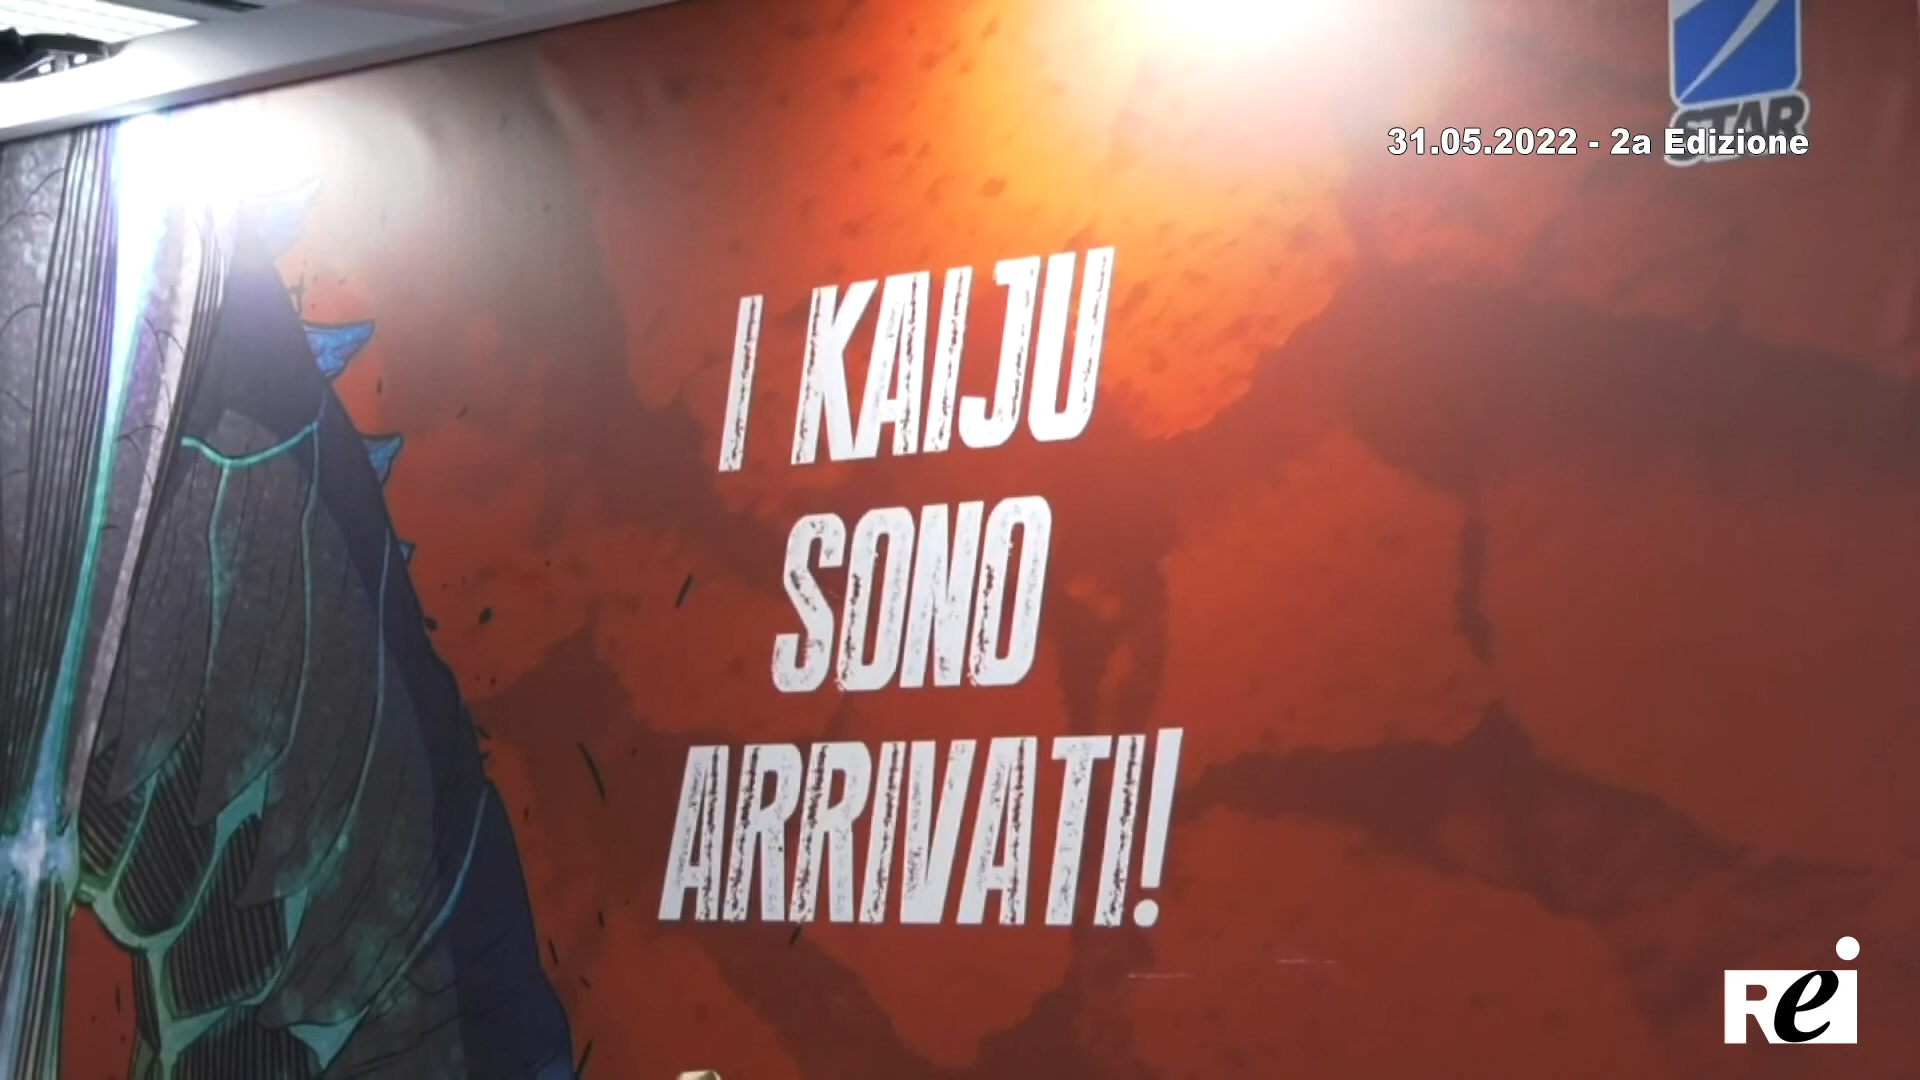 STAR
31.05.2022 - 2a Edizione
I KAIJU
SONO
ARRIVATI!
Rei